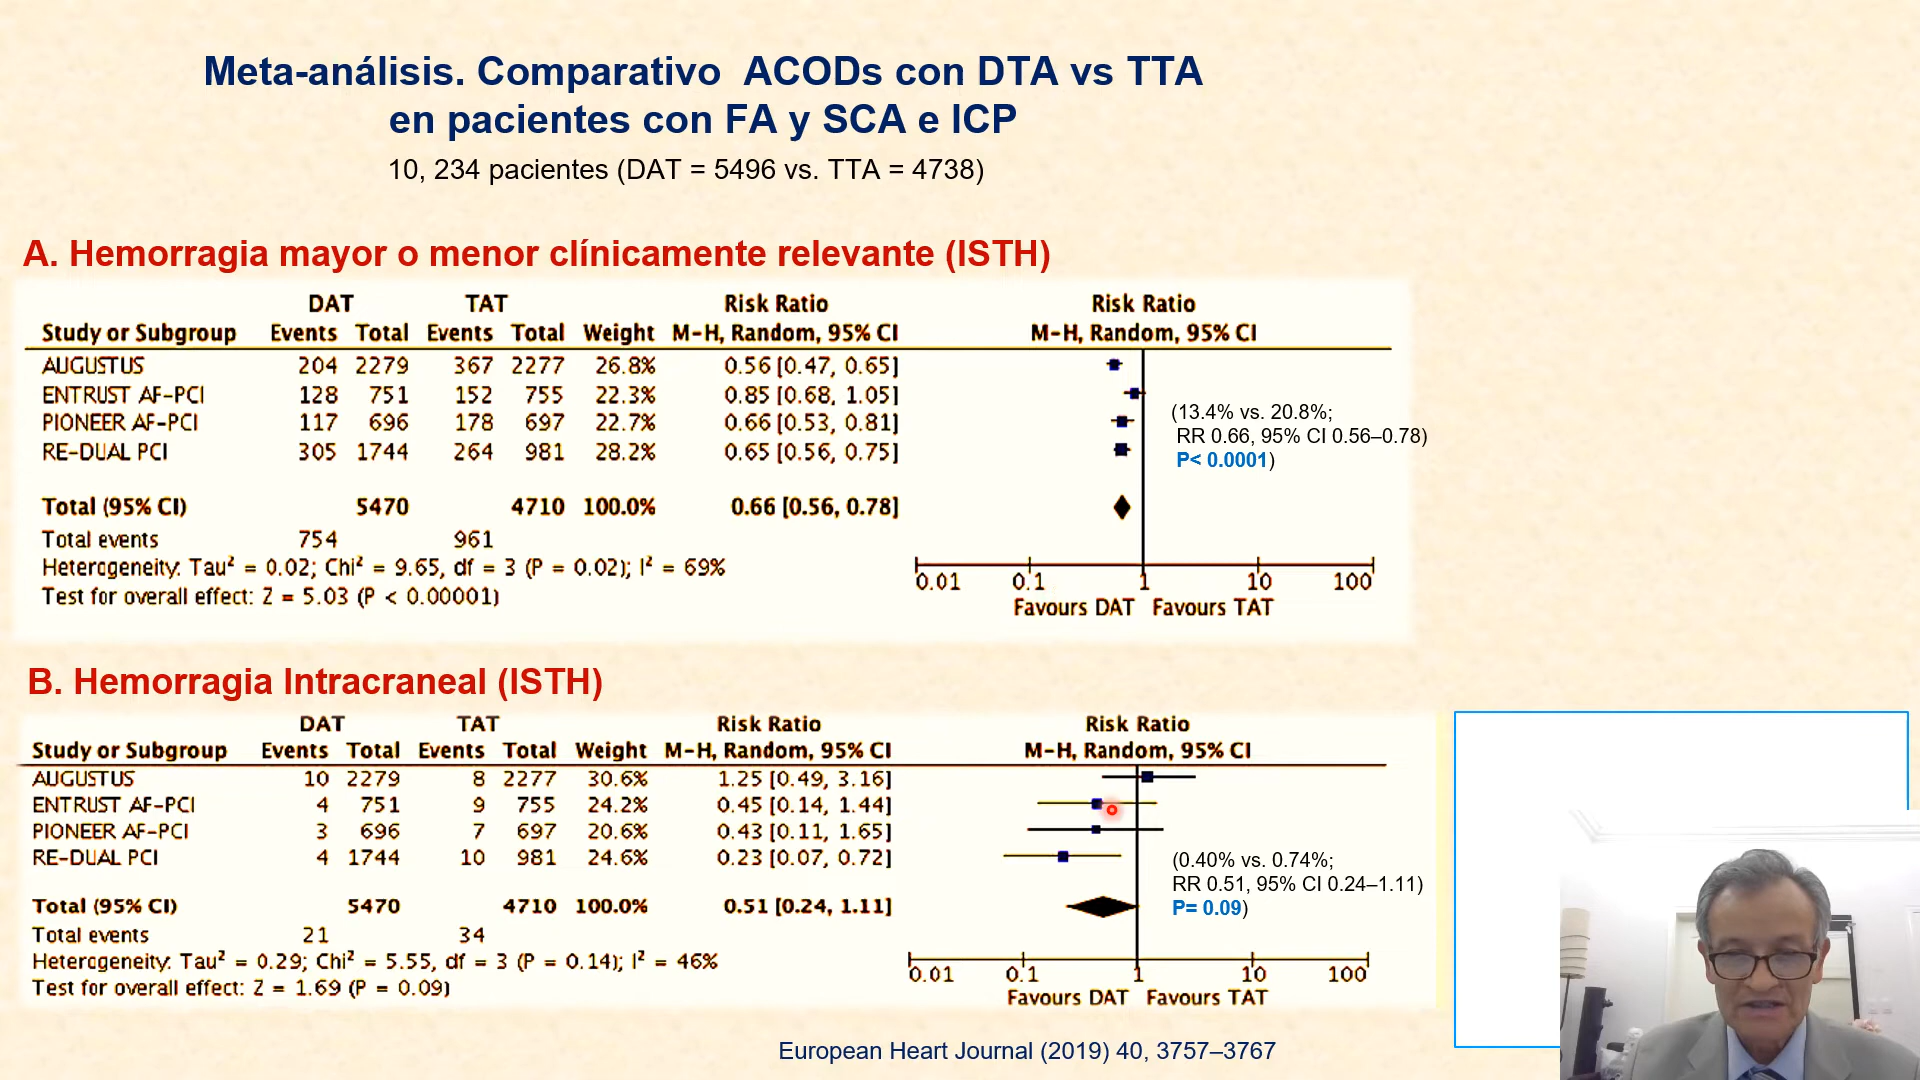 Meta-análisis. Comparativo ACODs con DTA vs TTA
en pacientes con FA y SCA e ICP
10, 234 pacientes (DAT = 5496 vs. TTA = 4738)
A. Hemorragia mayor o menor clínicamente relevante (ISTH)
DAT TAT Risk Ratio Risk Ratio
Study or Subgroup Events Total Events Total Weight M-H, Random, 95% CI M-H, Random, 95% CI
AUGUSTUS 204 2279 367 2277 26.8% 0.56 [0.47, 0.65]
ENTRUST AF-PCI 128 751 152 755 22.3% 0.85 [0.68, 1.05]
PIONEER AF-PCI 117 696 178 697 22.7% 0.66 [0.53, 0.81]
RE-DUAL PCI 305 1744 264 981 28.2% 0.65 [0.56, 0.75]
(13.4% vs. 20.8%;
RR 0.66, 95% CI 0.56–0.78)
P< 0.0001)
Total (95% CI) 5470 4710 100.0% 0.66 [0.56, 0.78]
Total events 754 961
Heterogeneity: Tau² = 0.02; Chi² = 9.65, df = 3 (P = 0.02); I² = 69%
Test for overall effect: Z = 5.03 (P < 0.00001)
0.01 0.1 1 10 100
Favours DAT Favours TAT
B. Hemorragia Intracraneal (ISTH)
DAT TAT Risk Ratio Risk Ratio
Study or Subgroup Events Total Events Total Weight M-H, Random, 95% CI M-H, Random, 95% CI
AUGUSTUS 10 2279 8 2277 30.6% 1.25 [0.49, 3.16]
ENTRUST AF-PCI 4 751 9 755 24.2% 0.45 [0.14, 1.44]
PIONEER AF-PCI 3 696 7 697 20.6% 0.43 [0.11, 1.65]
RE-DUAL PCI 4 1744 10 981 24.6% 0.23 [0.07, 0.72]
(0.40% vs. 0.74%;
RR 0.51, 95% CI 0.24–1.11)
P= 0.09)
Total (95% CI) 5470 4710 100.0% 0.51 [0.24, 1.11]
Total events 21 34
Heterogeneity: Tau² = 0.29; Chi² = 5.55, df = 3 (P = 0.14); I² = 46%
Test for overall effect: Z = 1.69 (P = 0.09)
0.01 0.1 1 10 100
Favours DAT Favours TAT
European Heart Journal (2019) 40, 3757–3767